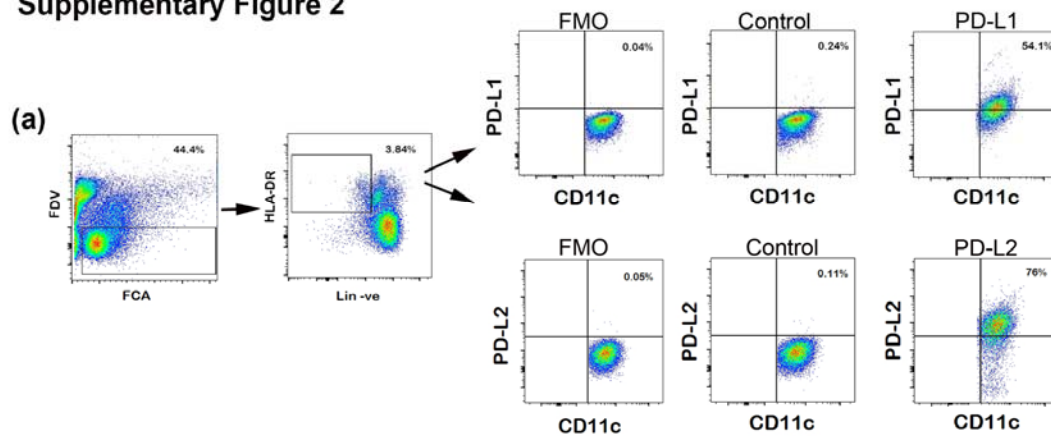 Supplementary Figure 2
(a)
44.4%
FDV
FCA
3.84%
HLA-DR
Lin -ve
FMO
0.04%
PD-L1
CD11c
Control
0.24%
PD-L1
CD11c
PD-L1
54.1%
PD-L1
CD11c
FMO
0.05%
PD-L2
CD11c
Control
0.11%
PD-L2
CD11c
PD-L2
76%
PD-L2
CD11c